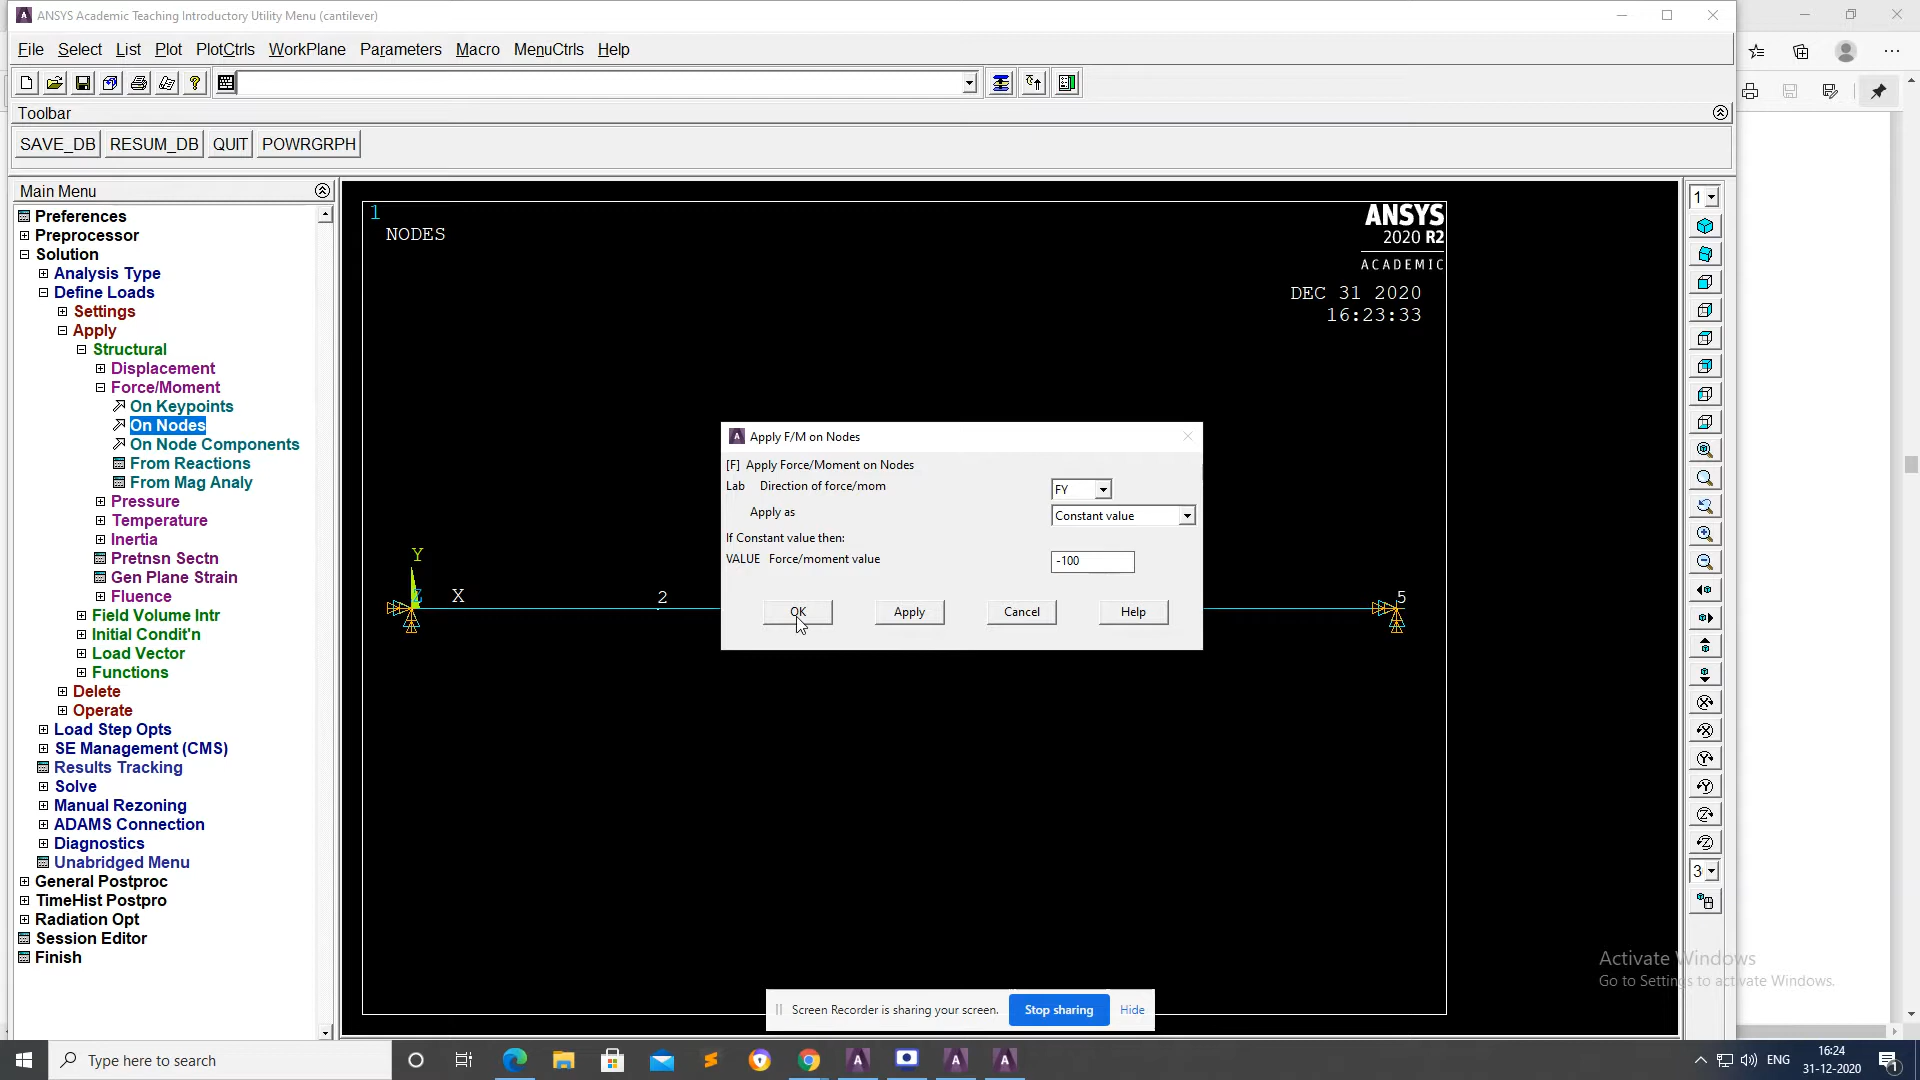 ANSYS Academic Teaching Introductory Utility Menu (cantilever)
File Select List Plot PlotCtrls WorkPlane Parameters Macro MenuCtrls Help
Toolbar
SAVE_DB RESUM_DB QUIT POWRGRPH
Main Menu
Preferences
Preprocessor
Solution
Analysis Type
Define Loads
Settings
Apply
Structural
Displacement
Force/Moment
On Keypoints
On Nodes
On Node Components
From Reactions
From Mag Analy
Pressure
Temperature
Inertia
Pretnsn Sectn
Gen Plane Strain
Fluence
Field Volume Intr
Initial Condit'n
Load Vector
Functions
Delete
Operate
Load Step Opts
SE Management (CMS)
Results Tracking
Solve
Manual Rezoning
ADAMS Connection
Diagnostics
Unabridged Menu
General Postproc
TimeHist Postpro
Radiation Opt
Session Editor
Finish
1
NODES
ANSYS
2020 R2
ACADEMIC
DEC 31 2020
16:23:33
Y
Z
X
2
5
Apply F/M on Nodes
[F] Apply Force/Moment on Nodes
Lab Direction of force/mom FY
Apply as Constant value
If Constant value then:
VALUE Force/moment value -100
OK Apply Cancel Help
1
3
Activate Windows
Go to Settings to activate Windows.
Screen Recorder is sharing your screen. Stop sharing Hide
Type here to search
ENG
16:24
31-12-2020
1